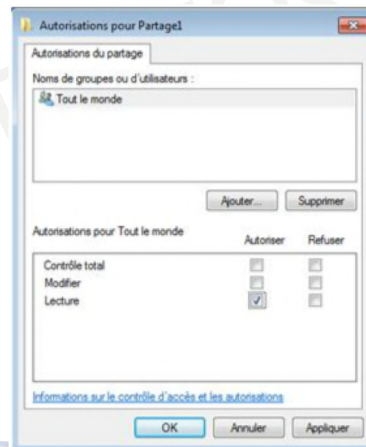 Autorisations pour Partage1
Autorisations du partage
Noms de groupes ou d'utilisateurs :
Tout le monde
Ajouter... Supprimer
Autorisations pour Tout le monde Autoriser Refuser
Contrôle total
Modifier
Lecture
Informations sur le contrôle d'accès et les autorisations
OK Annuler Appliquer